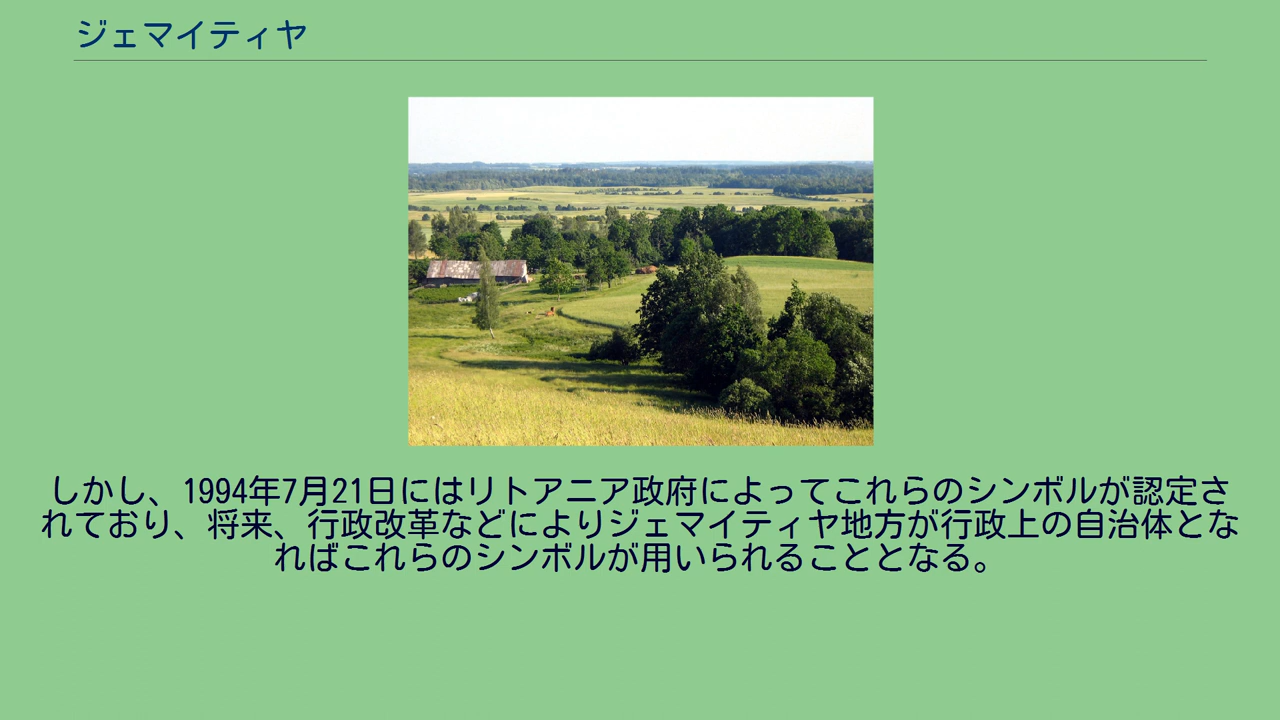 ジェマイティヤ
しかし、1994年7月21日にはリトアニア政府によってこれらのシンボルが認定さ
れており、将来、行政改革などによりジェマイティヤ地方が行政上の自治体とな
ればこれらのシンボルが用いられることとなる。